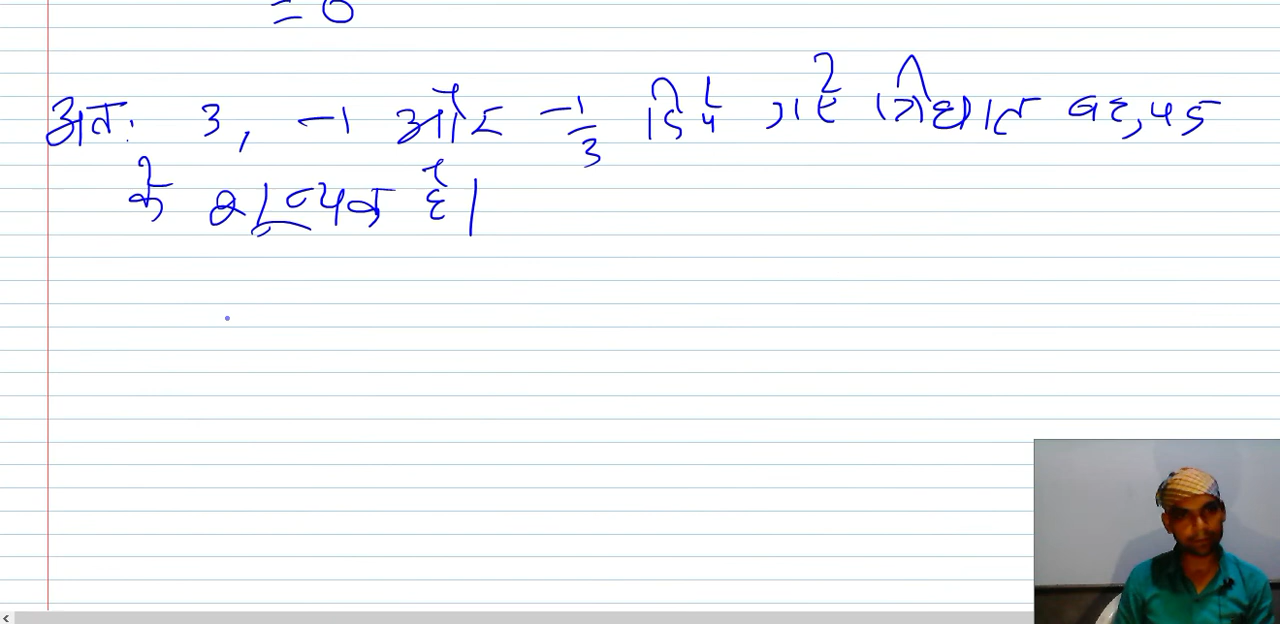 = 0
अतः 3, -1 और -1/3 दिये गए त्रिघात बहुपद
के शून्यक है।